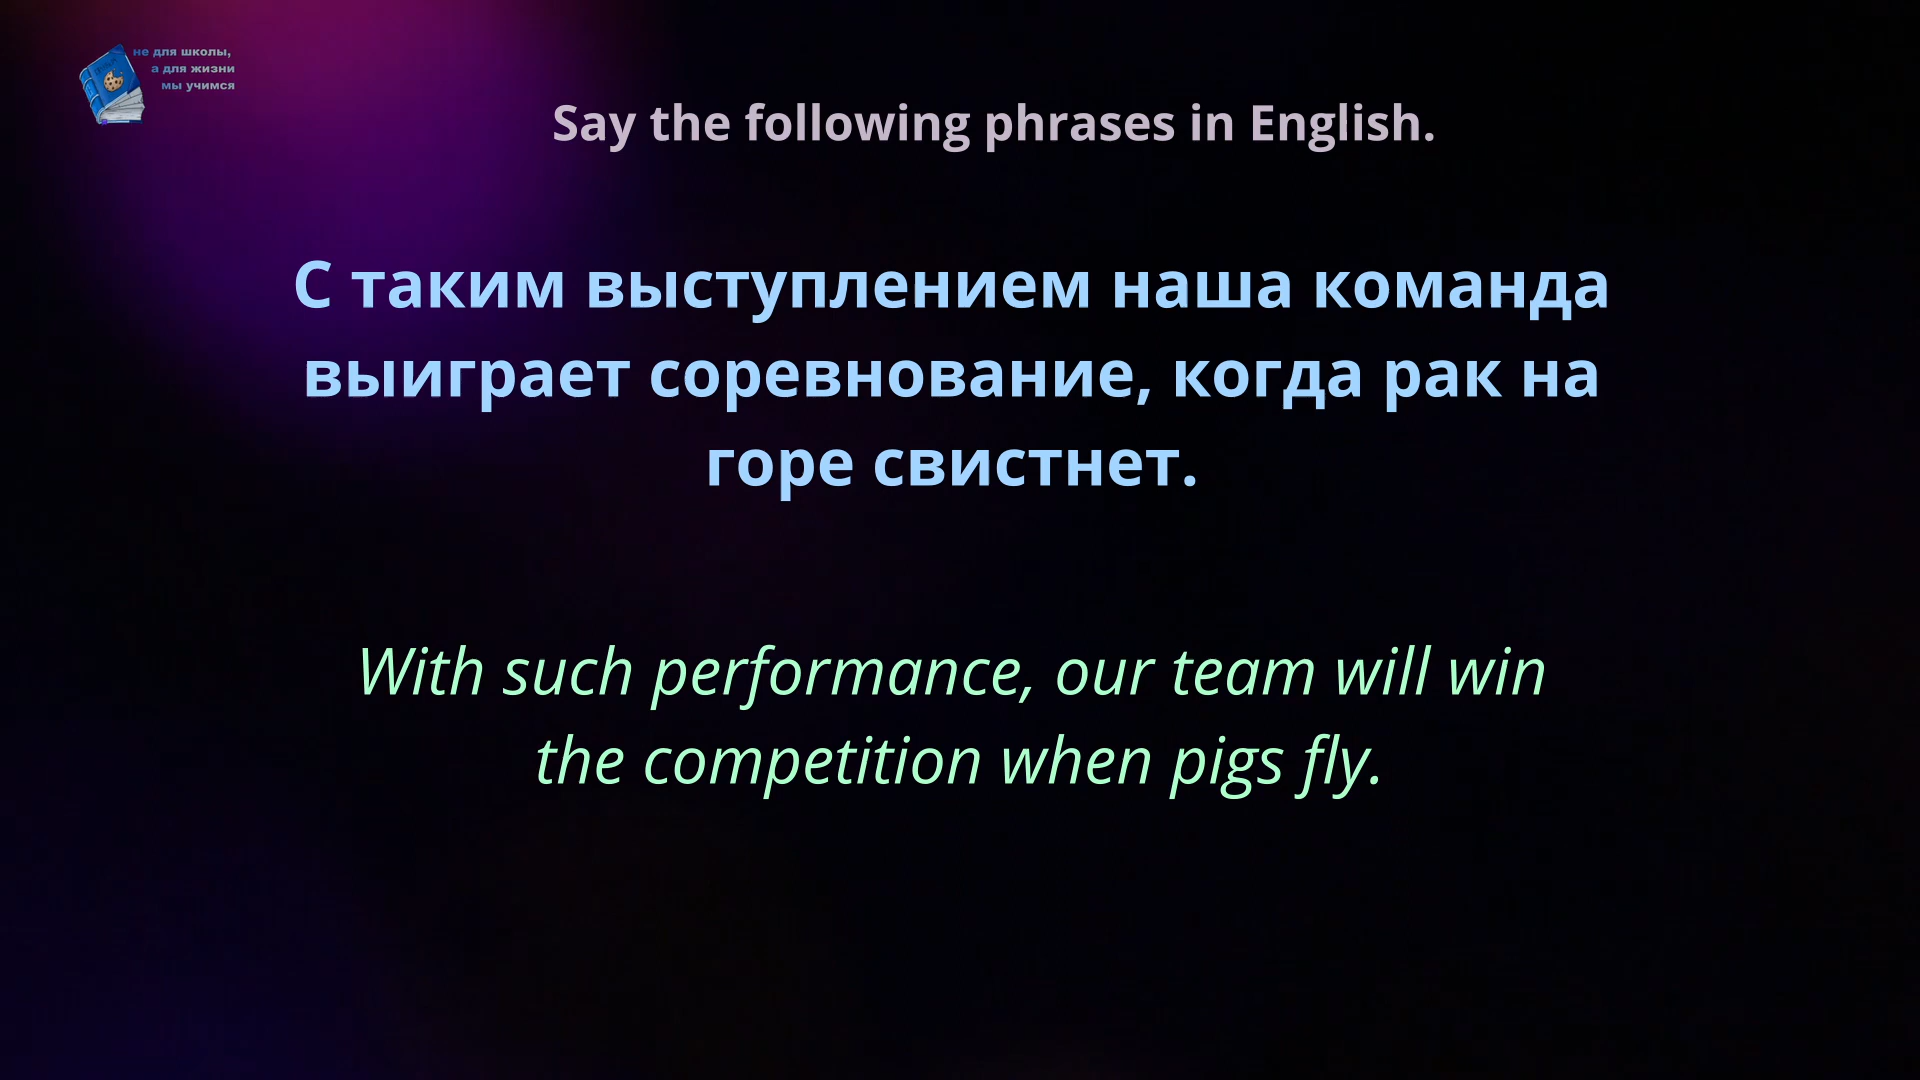 не для школы,
а для жизни
мы учимся
Say the following phrases in English.
С таким выступлением наша команда
выиграет соревнование, когда рак на
горе свистнет.
With such performance, our team will win
the competition when pigs fly.